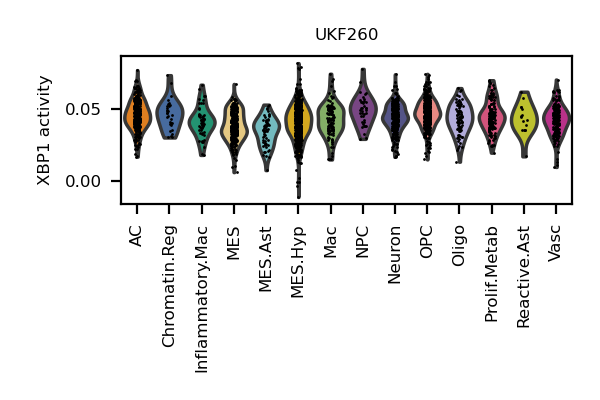 UKF260
XBP1 activity
0.05
0.00
AC
Chromatin.Reg
Inflammatory.Mac
MES
MES.Ast
MES.Hyp
Mac
NPC
Neuron
OPC
Oligo
Prolif.Metab
Reactive.Ast
Vasc